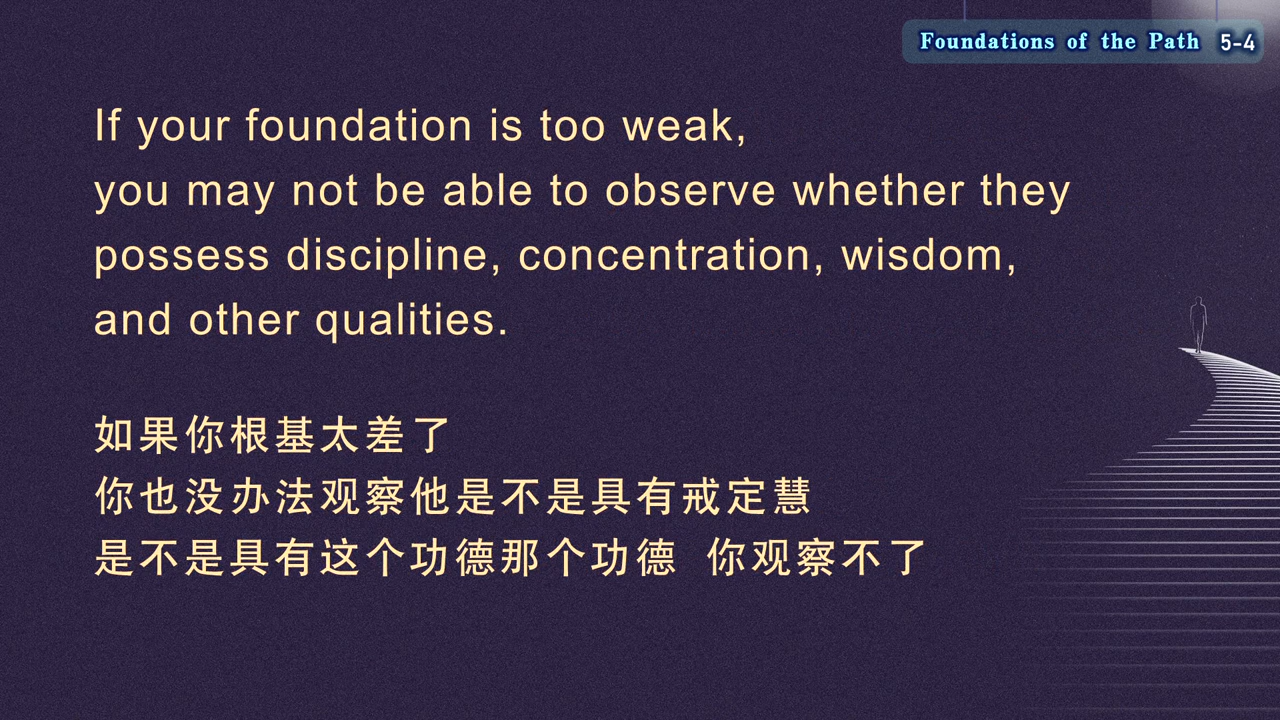 Foundations of the Path 5-4
If your foundation is too weak,
you may not be able to observe whether they
possess discipline, concentration, wisdom,
and other qualities.
如果你根基太差了
你也没办法观察他是不是具有戒定慧
是不是具有这个功德那个功德 你观察不了